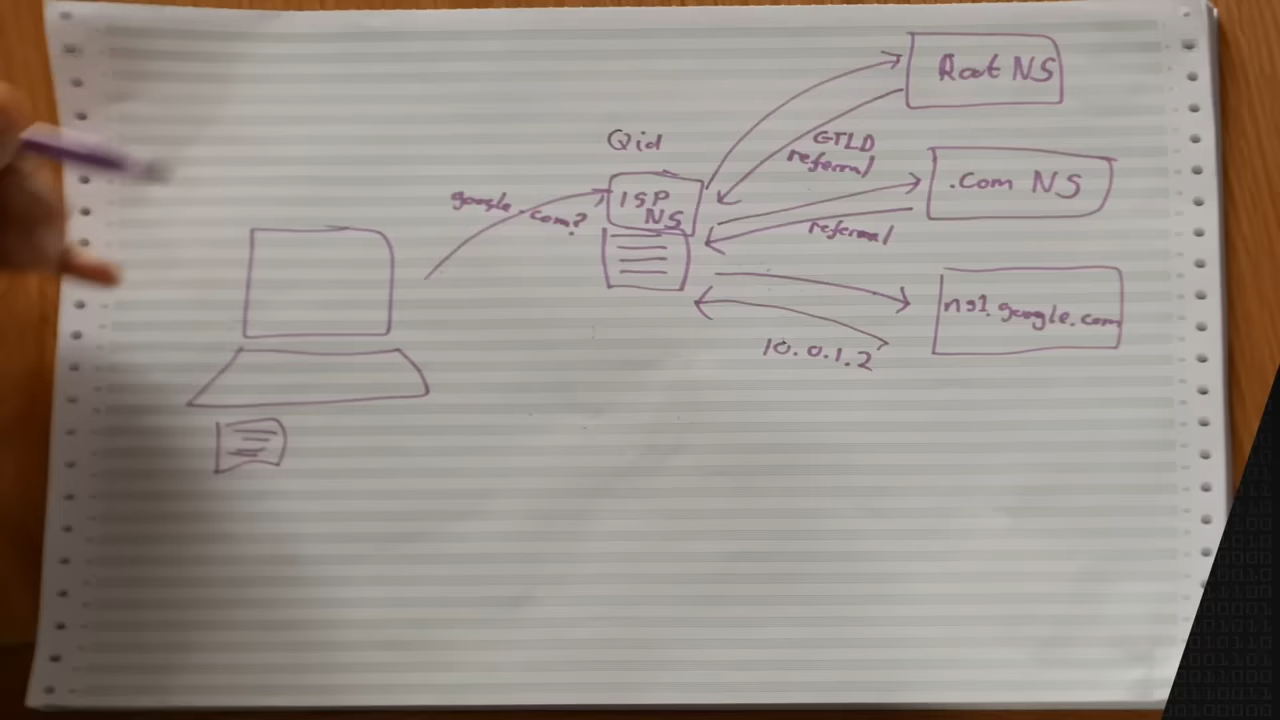 Root NS
Qid
GTLD
referral
.Com NS
google.com?
ISP
NS
referral
ns1.google.com
10.0.1.2